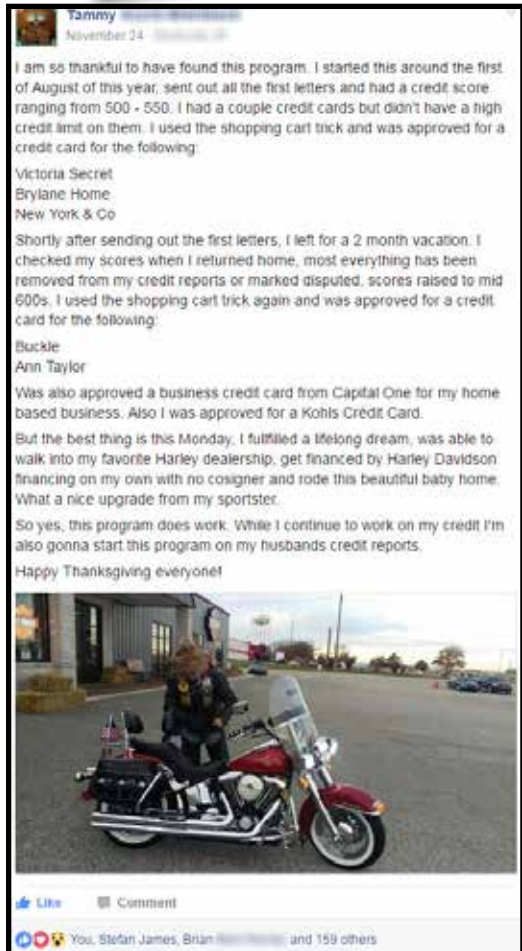 Tammy
November 24
I am so thankful to have found this program. I started this around the first
of August of this year, sent out all the first letters and had a credit score
ranging from 500 - 550. I had a couple credit cards but didn't have a high
credit limit on them. I used the shopping cart trick and was approved for a
credit card for the following:
Victoria Secret
Brylane Home
New York & Co
Shortly after sending out the first letters, I left for a 2 month vacation. I
checked my scores when I returned home, most everything has been
removed from my credit reports or marked disputed, scores raised to mid
600s. I used the shopping cart trick again and was approved for a credit
card for the following:
Buckle
Ann Taylor
Was also approved a business credit card from Capital One for my home
based business. Also I was approved for a Kohls Credit Card.
But the best thing is this Monday, I fullfilled a lifelong dream, was able to
walk into my favorite Harley dealership, get financed by Harley Davidson
financing on my own with no cosigner and rode this beautiful baby home.
What a nice upgrade from my sportster.
So yes, this program does work. While I continue to work on my credit I'm
also gonna start this program on my husbands credit reports.
Happy Thanksgiving everyone!
Like Comment
You, Stefan James, Brian and 159 others